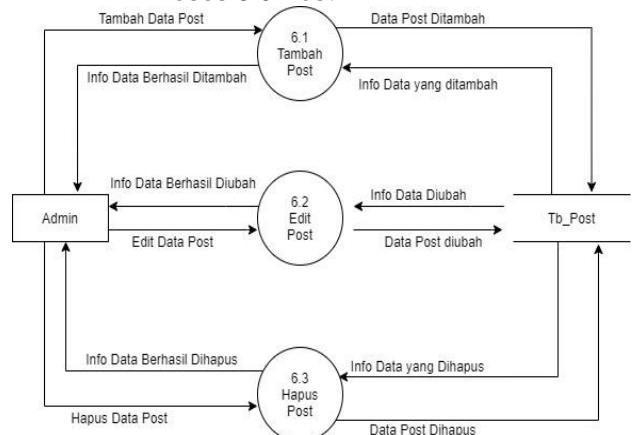 Tambah Data Post
Data Post Ditambah
6.1
Tambah
Post
Info Data Berhasil Ditambah
Info Data yang ditambah
Info Data Berhasil Diubah
6.2
Edit
Post
Info Data Diubah
Admin
Tb_Post
Edit Data Post
Data Post diubah
Info Data Berhasil Dihapus
6.3
Hapus
Post
Info Data yang Dihapus
Hapus Data Post
Data Post Dihapus